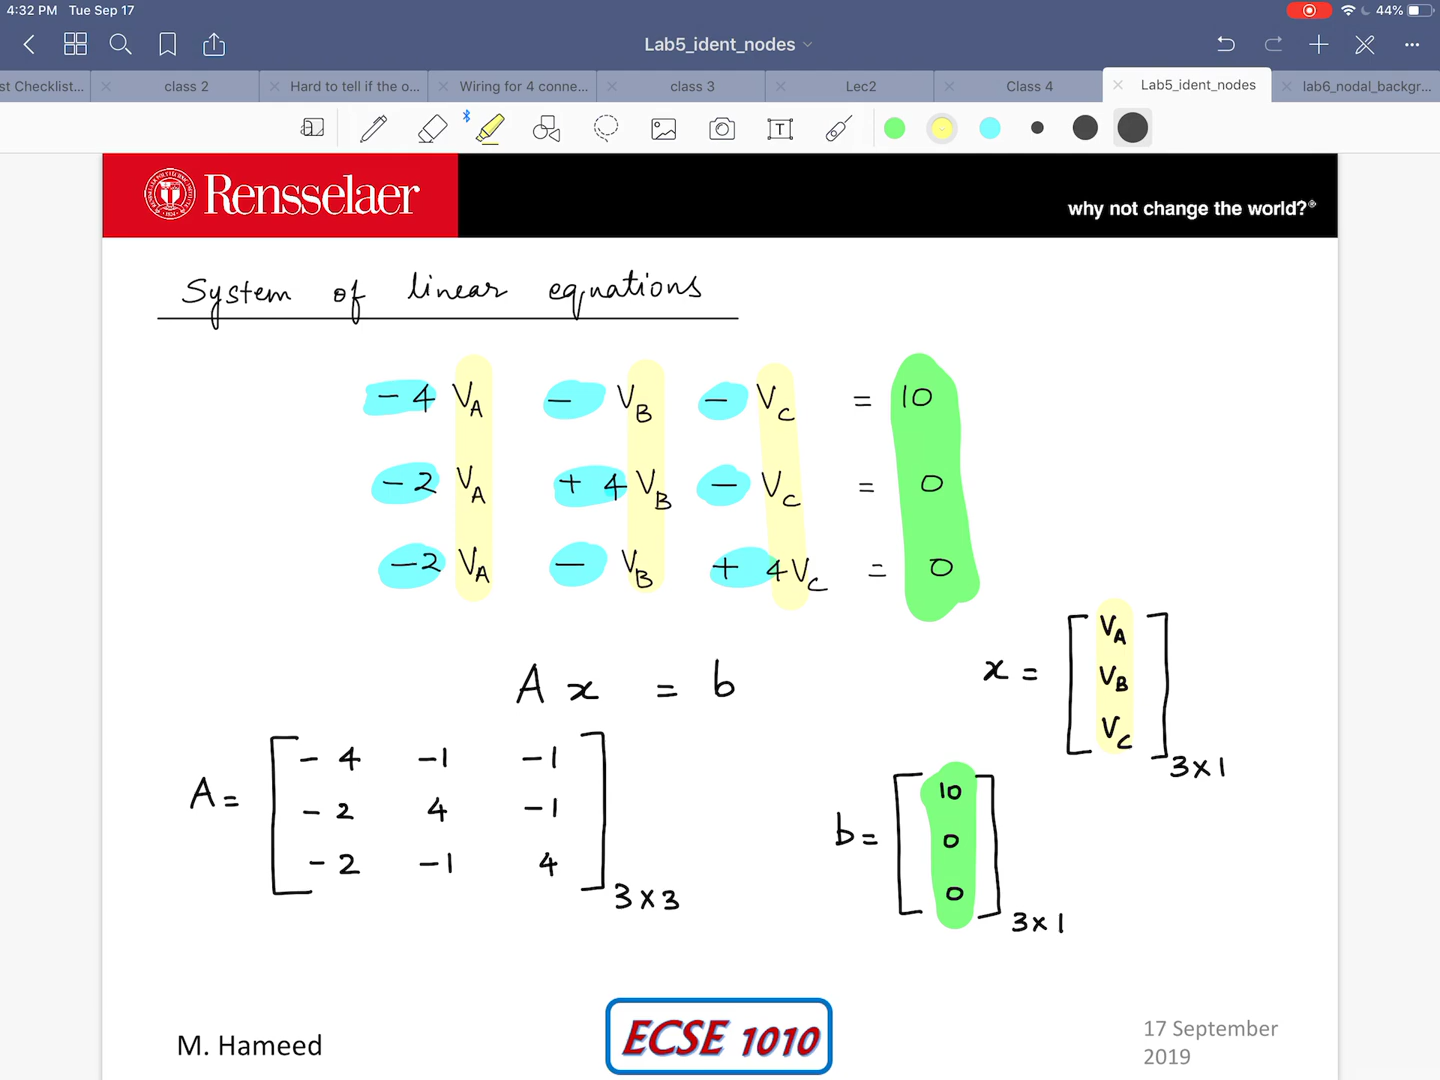 4:32 PM Tue Sep 17
44%
Lab5_ident_nodes
st Checklist...
class 2
Hard to tell if the o...
Wiring for 4 conne...
class 3
Lec2
Class 4
Lab5_ident_nodes
lab6_nodal_backgr...
T
Rensselaer
why not change the world?®
System of linear equations
- 4 VA - VB - VC = 10
- 2 VA + 4 VB - VC = 0
- 2 VA - VB + 4VC = 0
A x = b
x = [ VA
VB
VC ] 3 x 1
A = [ - 4 -1 -1
- 2 4 -1
- 2 -1 4 ] 3 x 3
b = [ 10
0
0 ] 3 x 1
M. Hameed
ECSE 1010
17 September
2019